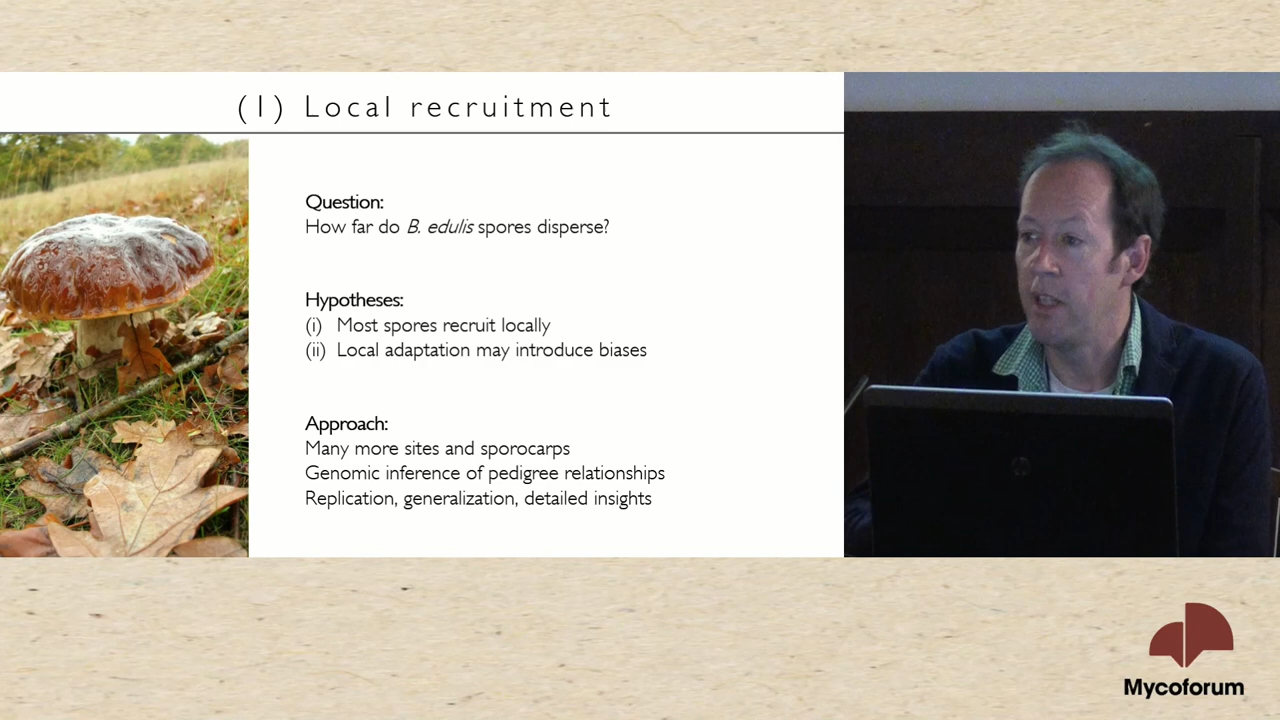 (1) Local recruitment
Question:
How far do B. edulis spores disperse?
Hypotheses:
(i) Most spores recruit locally
(ii) Local adaptation may introduce biases
Approach:
Many more sites and sporocarps
Genomic inference of pedigree relationships
Replication, generalization, detailed insights
Mycoforum